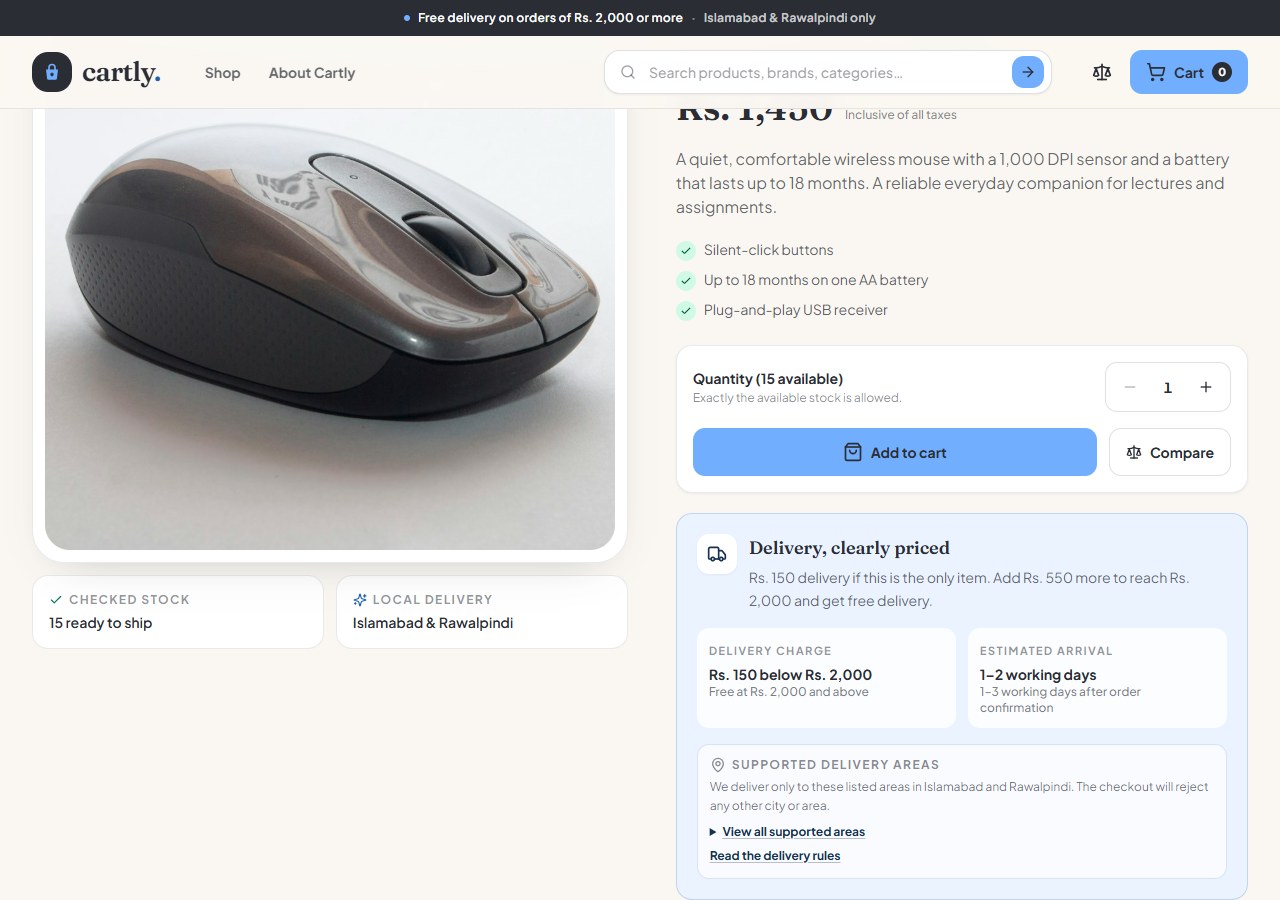 Free delivery on orders of Rs. 2,000 or more · Islamabad & Rawalpindi only
cartly.
Shop
About Cartly
Search products, brands, categories…
Cart 0
Rs. 1,450 Inclusive of all taxes
A quiet, comfortable wireless mouse with a 1,000 DPI sensor and a battery
that lasts up to 18 months. A reliable everyday companion for lectures and
assignments.
Silent-click buttons
Up to 18 months on one AA battery
Plug-and-play USB receiver
Quantity (15 available)
Exactly the available stock is allowed.
1
Add to cart
Compare
CHECKED STOCK
15 ready to ship
LOCAL DELIVERY
Islamabad & Rawalpindi
Delivery, clearly priced
Rs. 150 delivery if this is the only item. Add Rs. 550 more to reach Rs.
2,000 and get free delivery.
DELIVERY CHARGE
Rs. 150 below Rs. 2,000
Free at Rs. 2,000 and above
ESTIMATED ARRIVAL
1–2 working days
1–3 working days after order
confirmation
SUPPORTED DELIVERY AREAS
We deliver only to these listed areas in Islamabad and Rawalpindi. The checkout will reject
any other city or area.
View all supported areas
Read the delivery rules